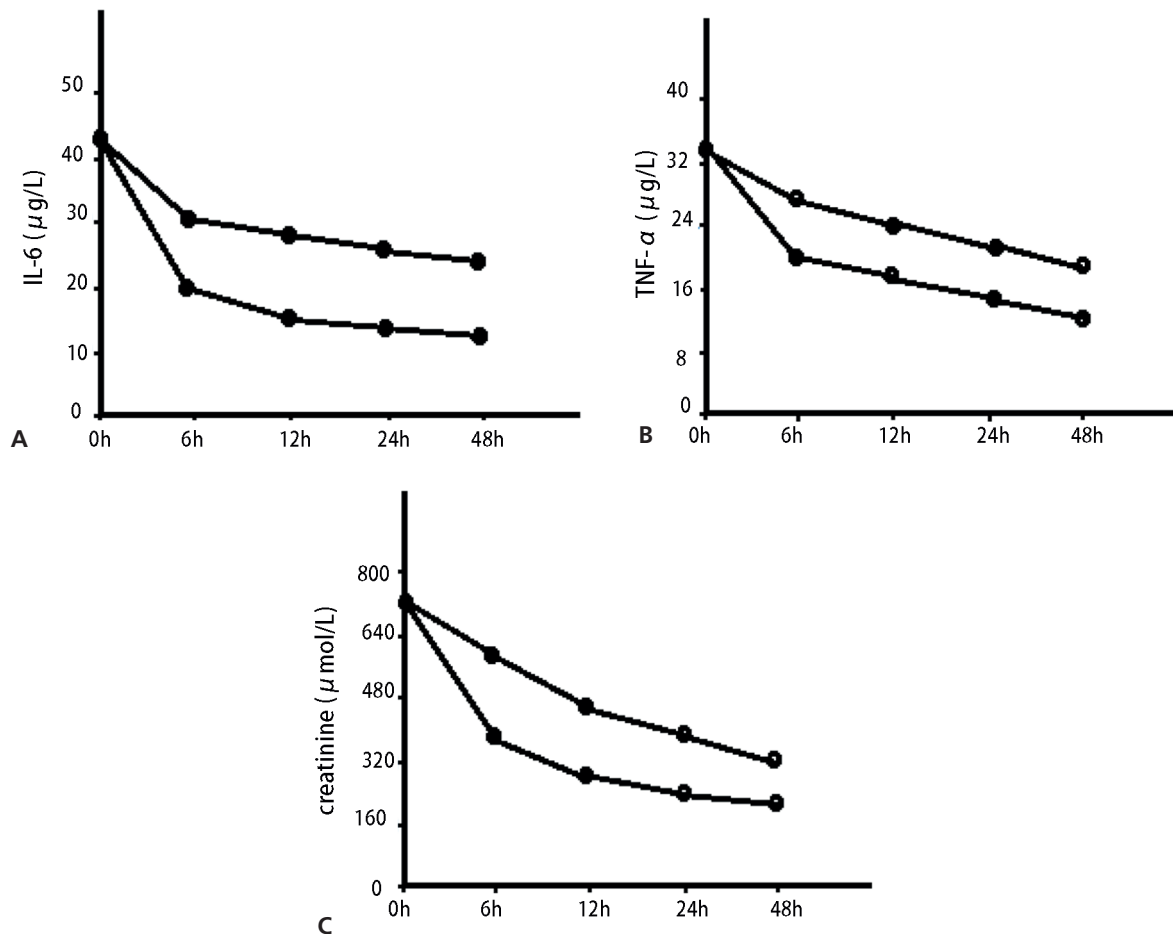 IL-6 (μg/L)
50
40
30
20
10
0
0h 6h 12h 24h 48h
A
TNF-α (μg/L)
40
32
24
16
8
0
0h 6h 12h 24h 48h
B
creatinine (μmol/L)
800
640
480
320
160
0
0h 6h 12h 24h 48h
C